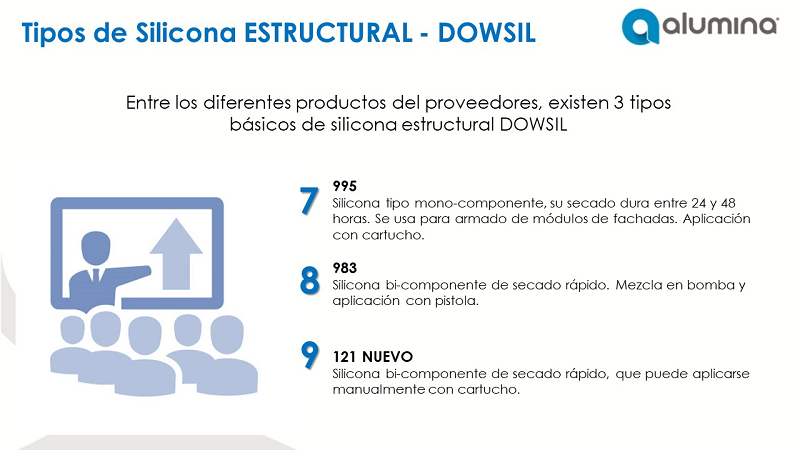 Tipos de Silicona ESTRUCTURAL - DOWSIL
alumina
Entre los diferentes productos del proveedores, existen 3 tipos
básicos de silicona estructural DOWSIL
7
995
Silicona tipo mono-componente, su secado dura entre 24 y 48
horas. Se usa para armado de módulos de fachadas. Aplicación
con cartucho.
8
983
Silicona bi-componente de secado rápido. Mezcla en bomba y
aplicación con pistola.
9
121 NUEVO
Silicona bi-componente de secado rápido, que puede aplicarse
manualmente con cartucho.